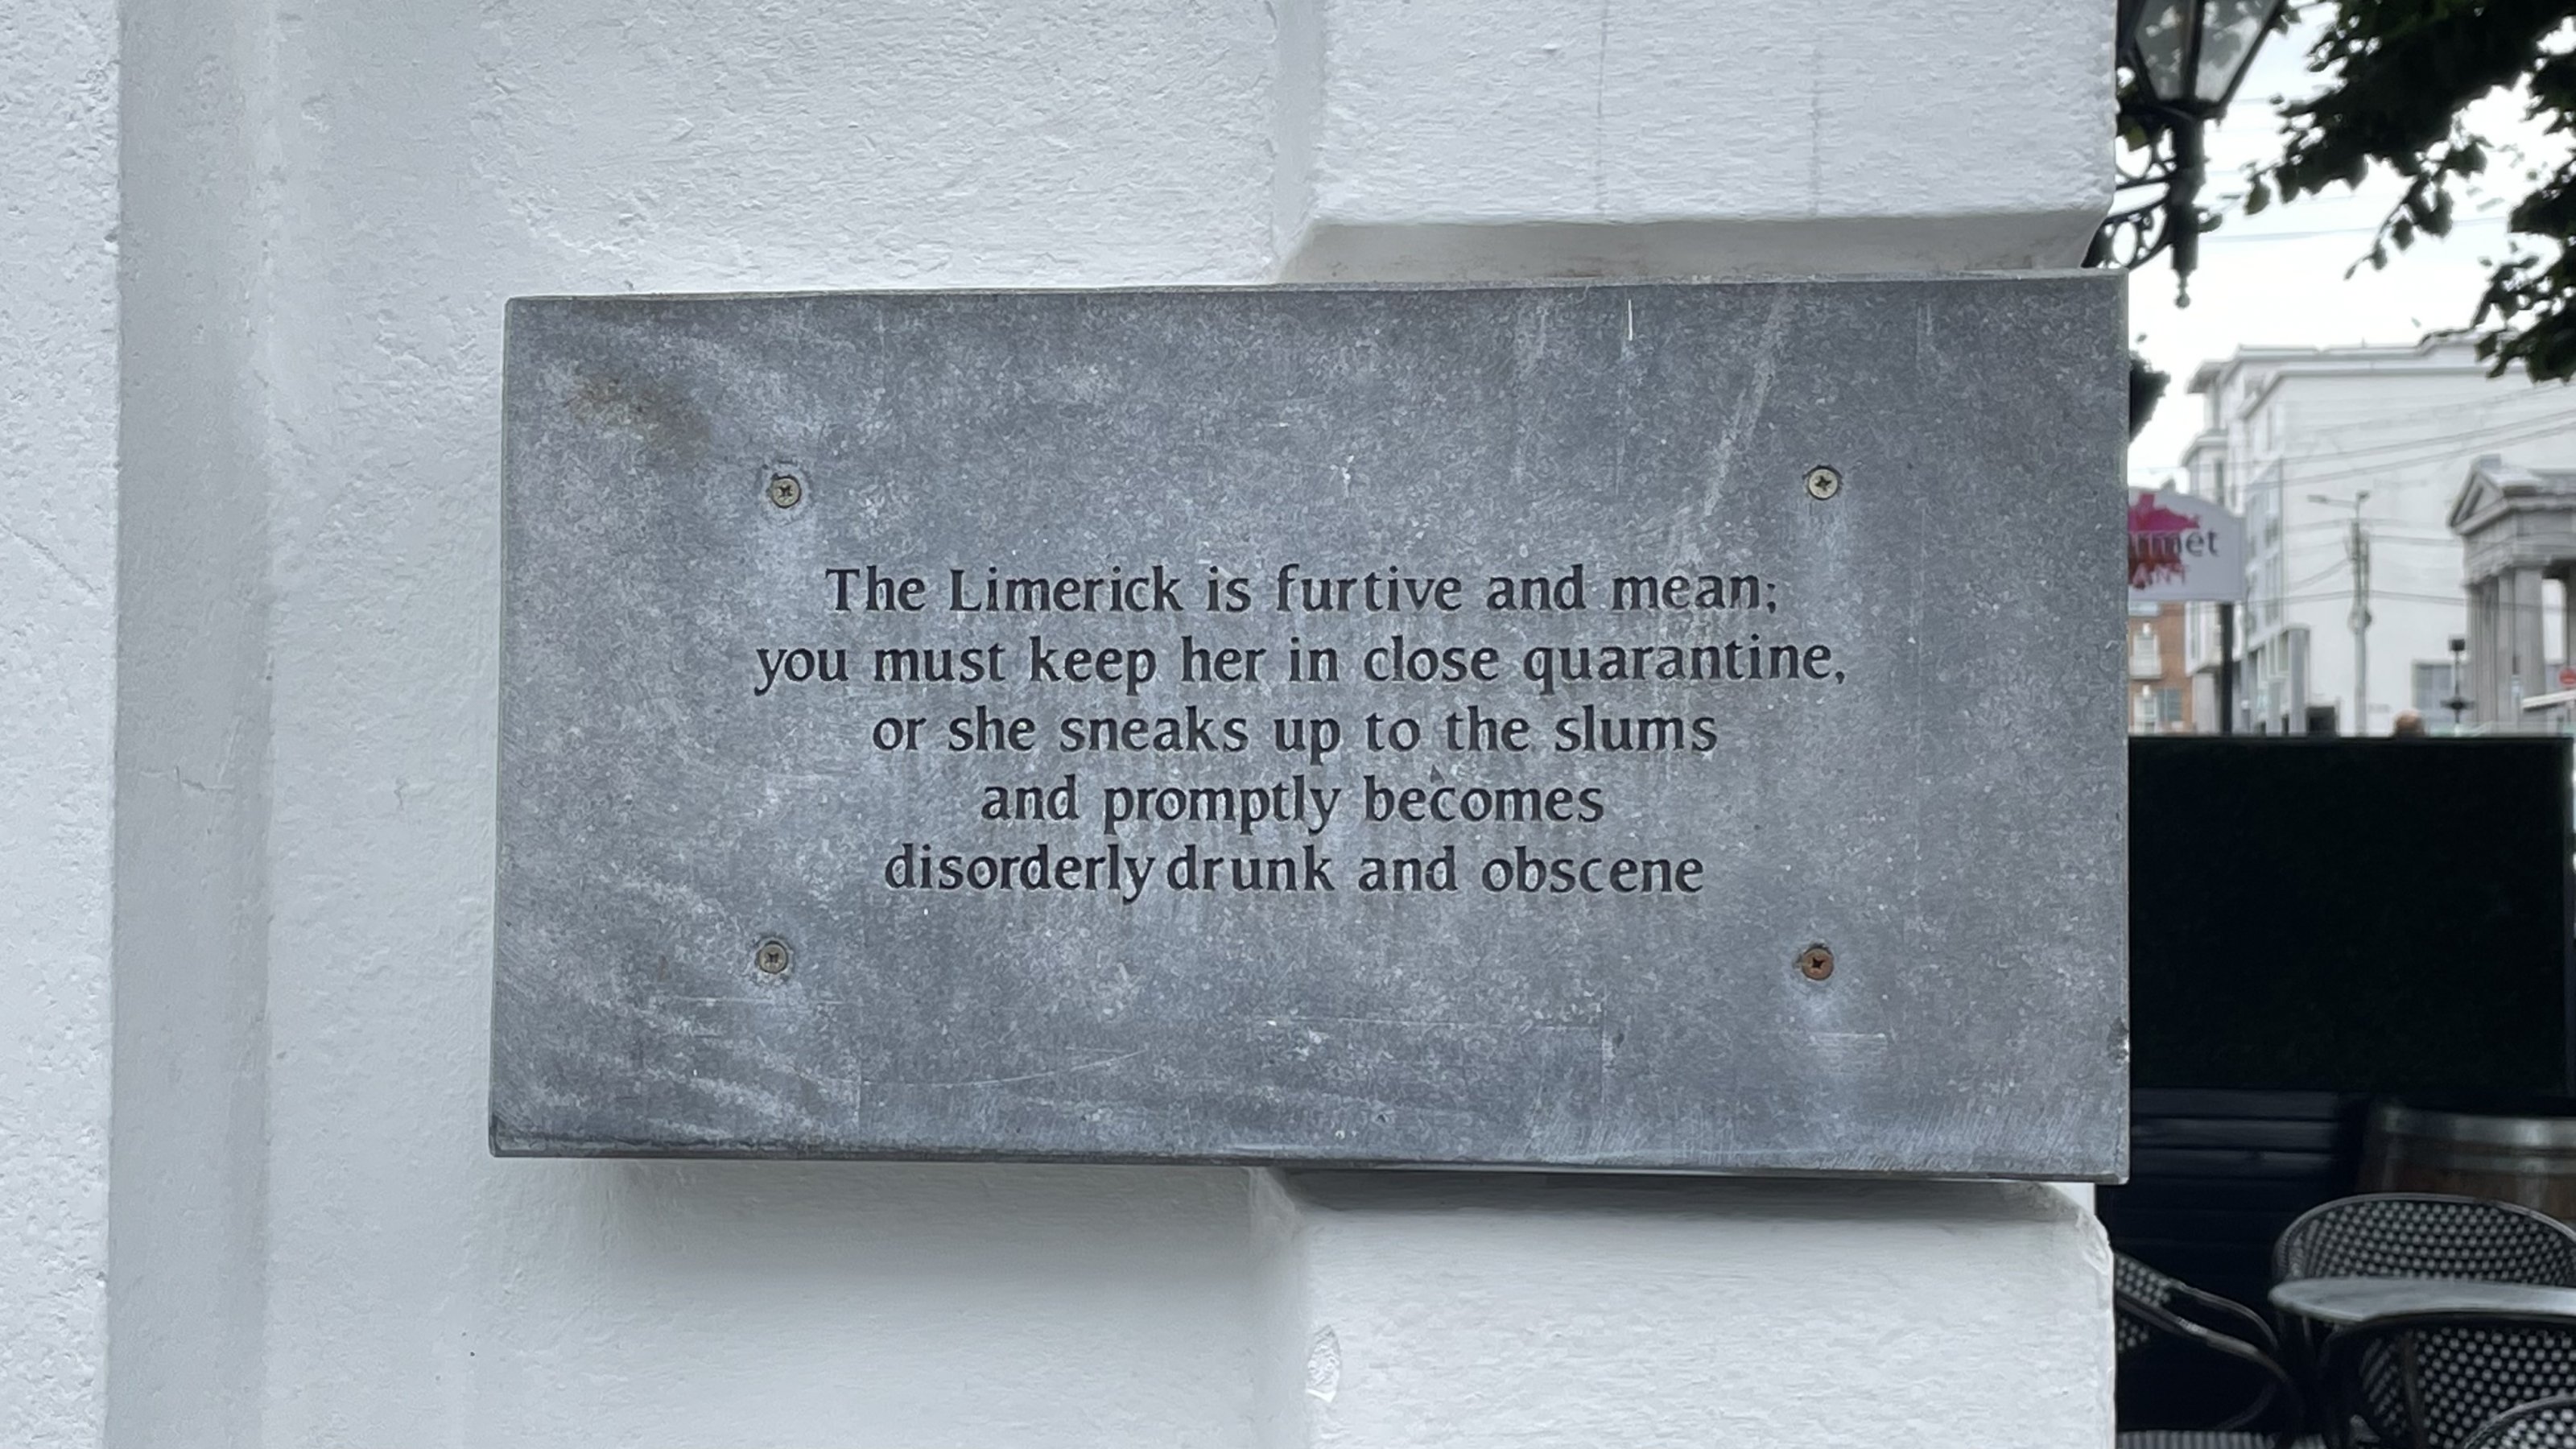 The Limerick is furtive and mean;
you must keep her in close quarantine,
or she sneaks up to the slums
and promptly becomes
disorderly drunk and obscene